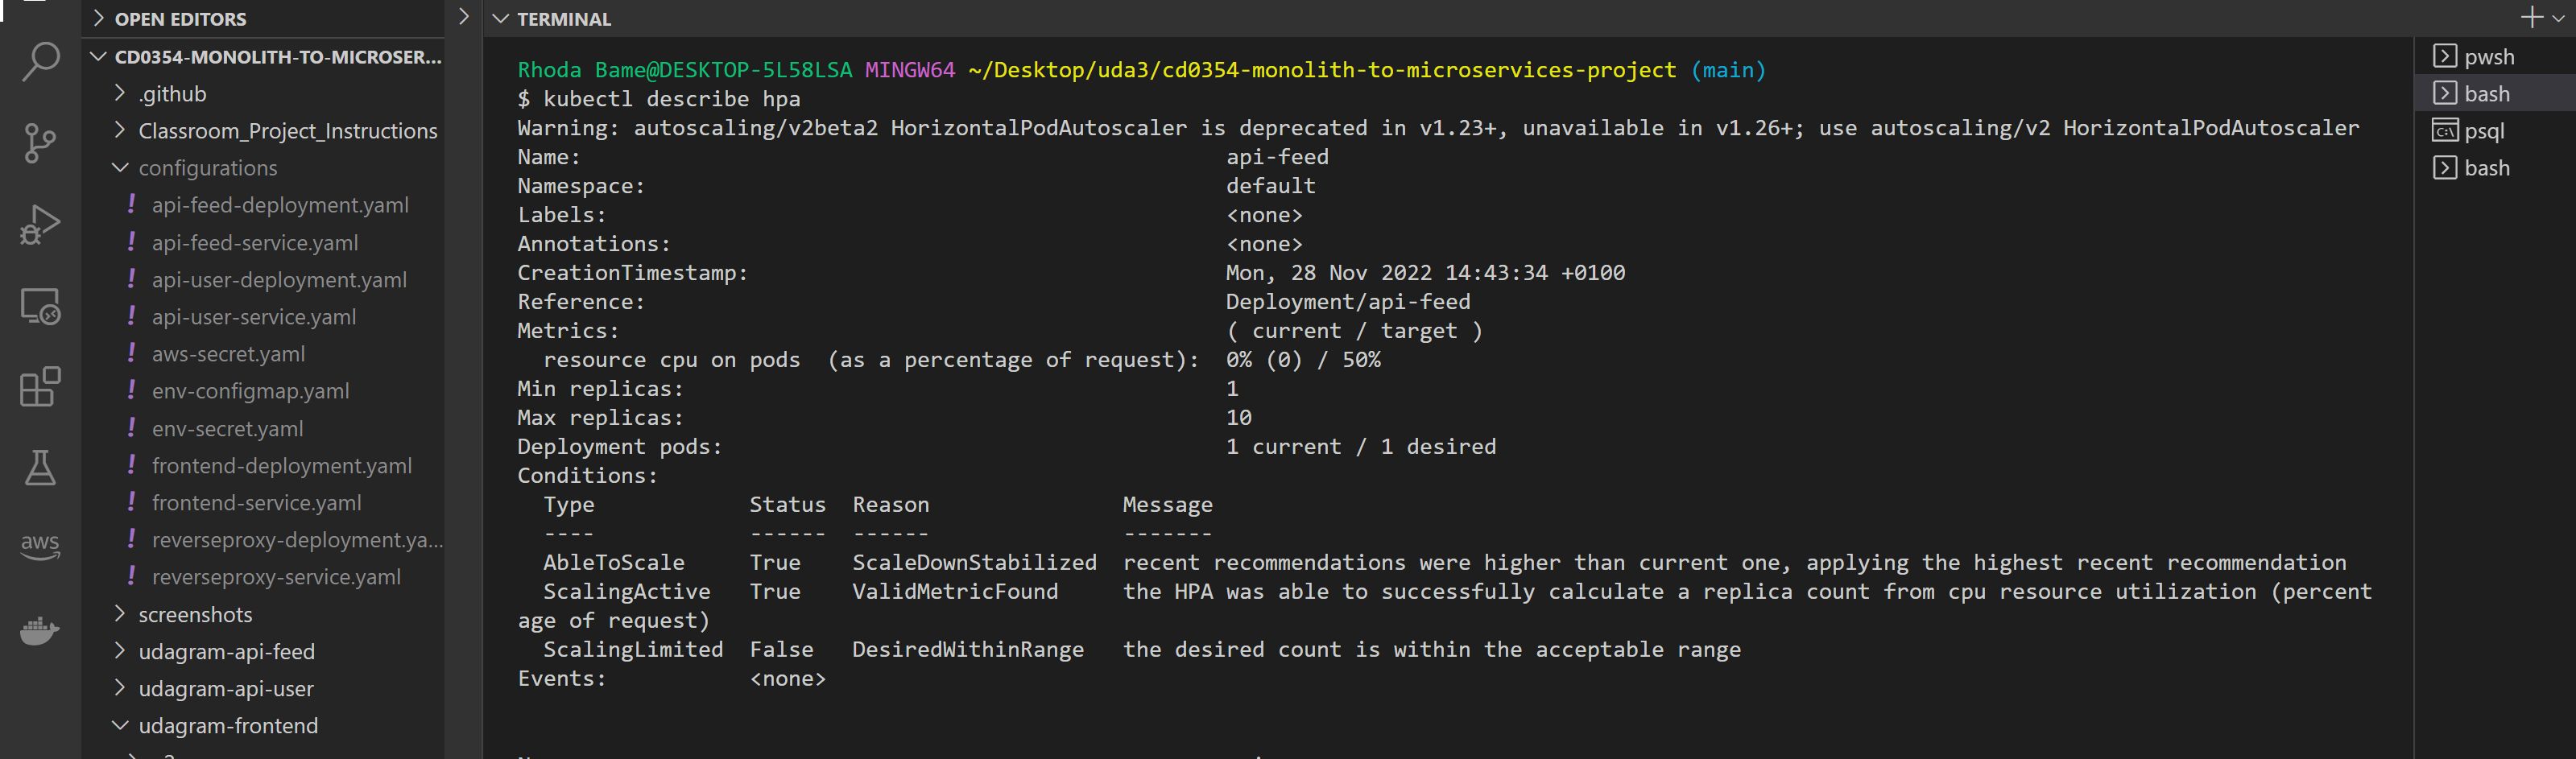 OPEN EDITORS
CD0354-MONOLITH-TO-MICROSER...
.github
Classroom_Project_Instructions
configurations
! api-feed-deployment.yaml
! api-feed-service.yaml
! api-user-deployment.yaml
! api-user-service.yaml
! aws-secret.yaml
! env-configmap.yaml
! env-secret.yaml
! frontend-deployment.yaml
! frontend-service.yaml
! reverseproxy-deployment.ya...
! reverseproxy-service.yaml
screenshots
udagram-api-feed
udagram-api-user
udagram-frontend
aws
TERMINAL
Rhoda Bame@DESKTOP-5L58LSA MINGW64 ~/Desktop/uda3/cd0354-monolith-to-microservices-project (main)
$ kubectl describe hpa
Warning: autoscaling/v2beta2 HorizontalPodAutoscaler is deprecated in v1.23+, unavailable in v1.26+; use autoscaling/v2 HorizontalPodAutoscaler
Name: api-feed
Namespace: default
Labels: <none>
Annotations: <none>
CreationTimestamp: Mon, 28 Nov 2022 14:43:34 +0100
Reference: Deployment/api-feed
Metrics: ( current / target )
resource cpu on pods (as a percentage of request): 0% (0) / 50%
Min replicas: 1
Max replicas: 10
Deployment pods: 1 current / 1 desired
Conditions:
Type Status Reason Message
---- ------ ------ -------
AbleToScale True ScaleDownStabilized recent recommendations were higher than current one, applying the highest recent recommendation
ScalingActive True ValidMetricFound the HPA was able to successfully calculate a replica count from cpu resource utilization (percent
age of request)
ScalingLimited False DesiredWithinRange the desired count is within the acceptable range
Events: <none>
pwsh
bash
psql
bash